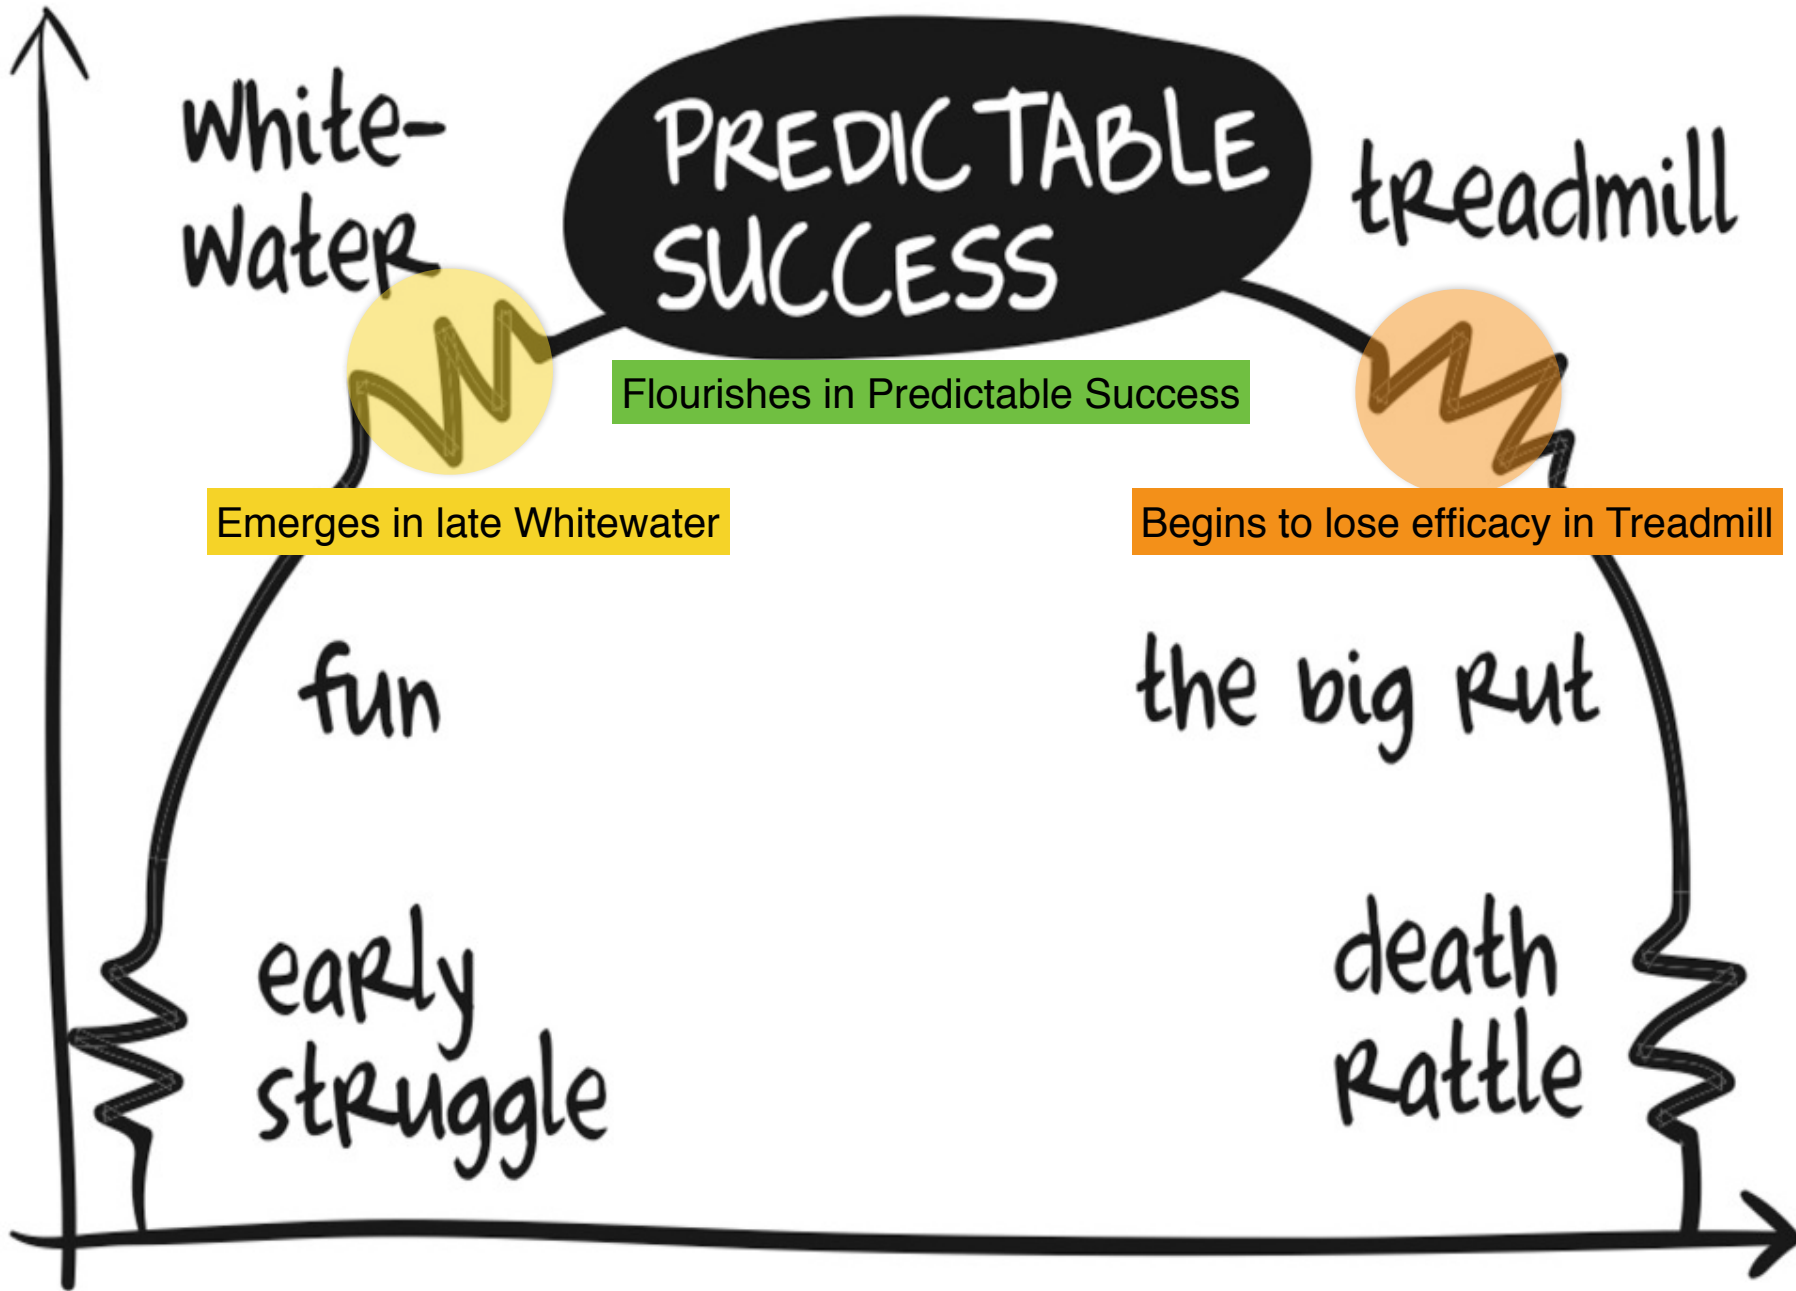 White-
Water
PREDICTABLE
SUCCESS
treadmill
Flourishes in Predictable Success
Emerges in late Whitewater
Begins to lose efficacy in Treadmill
fun
the big rut
early
struggle
death
rattle